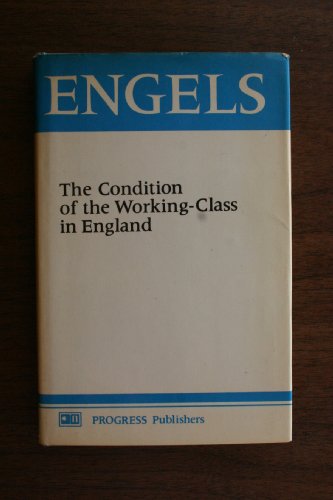 ENGELS
The Condition
of the Working-Class
in England
PROGRESS Publishers